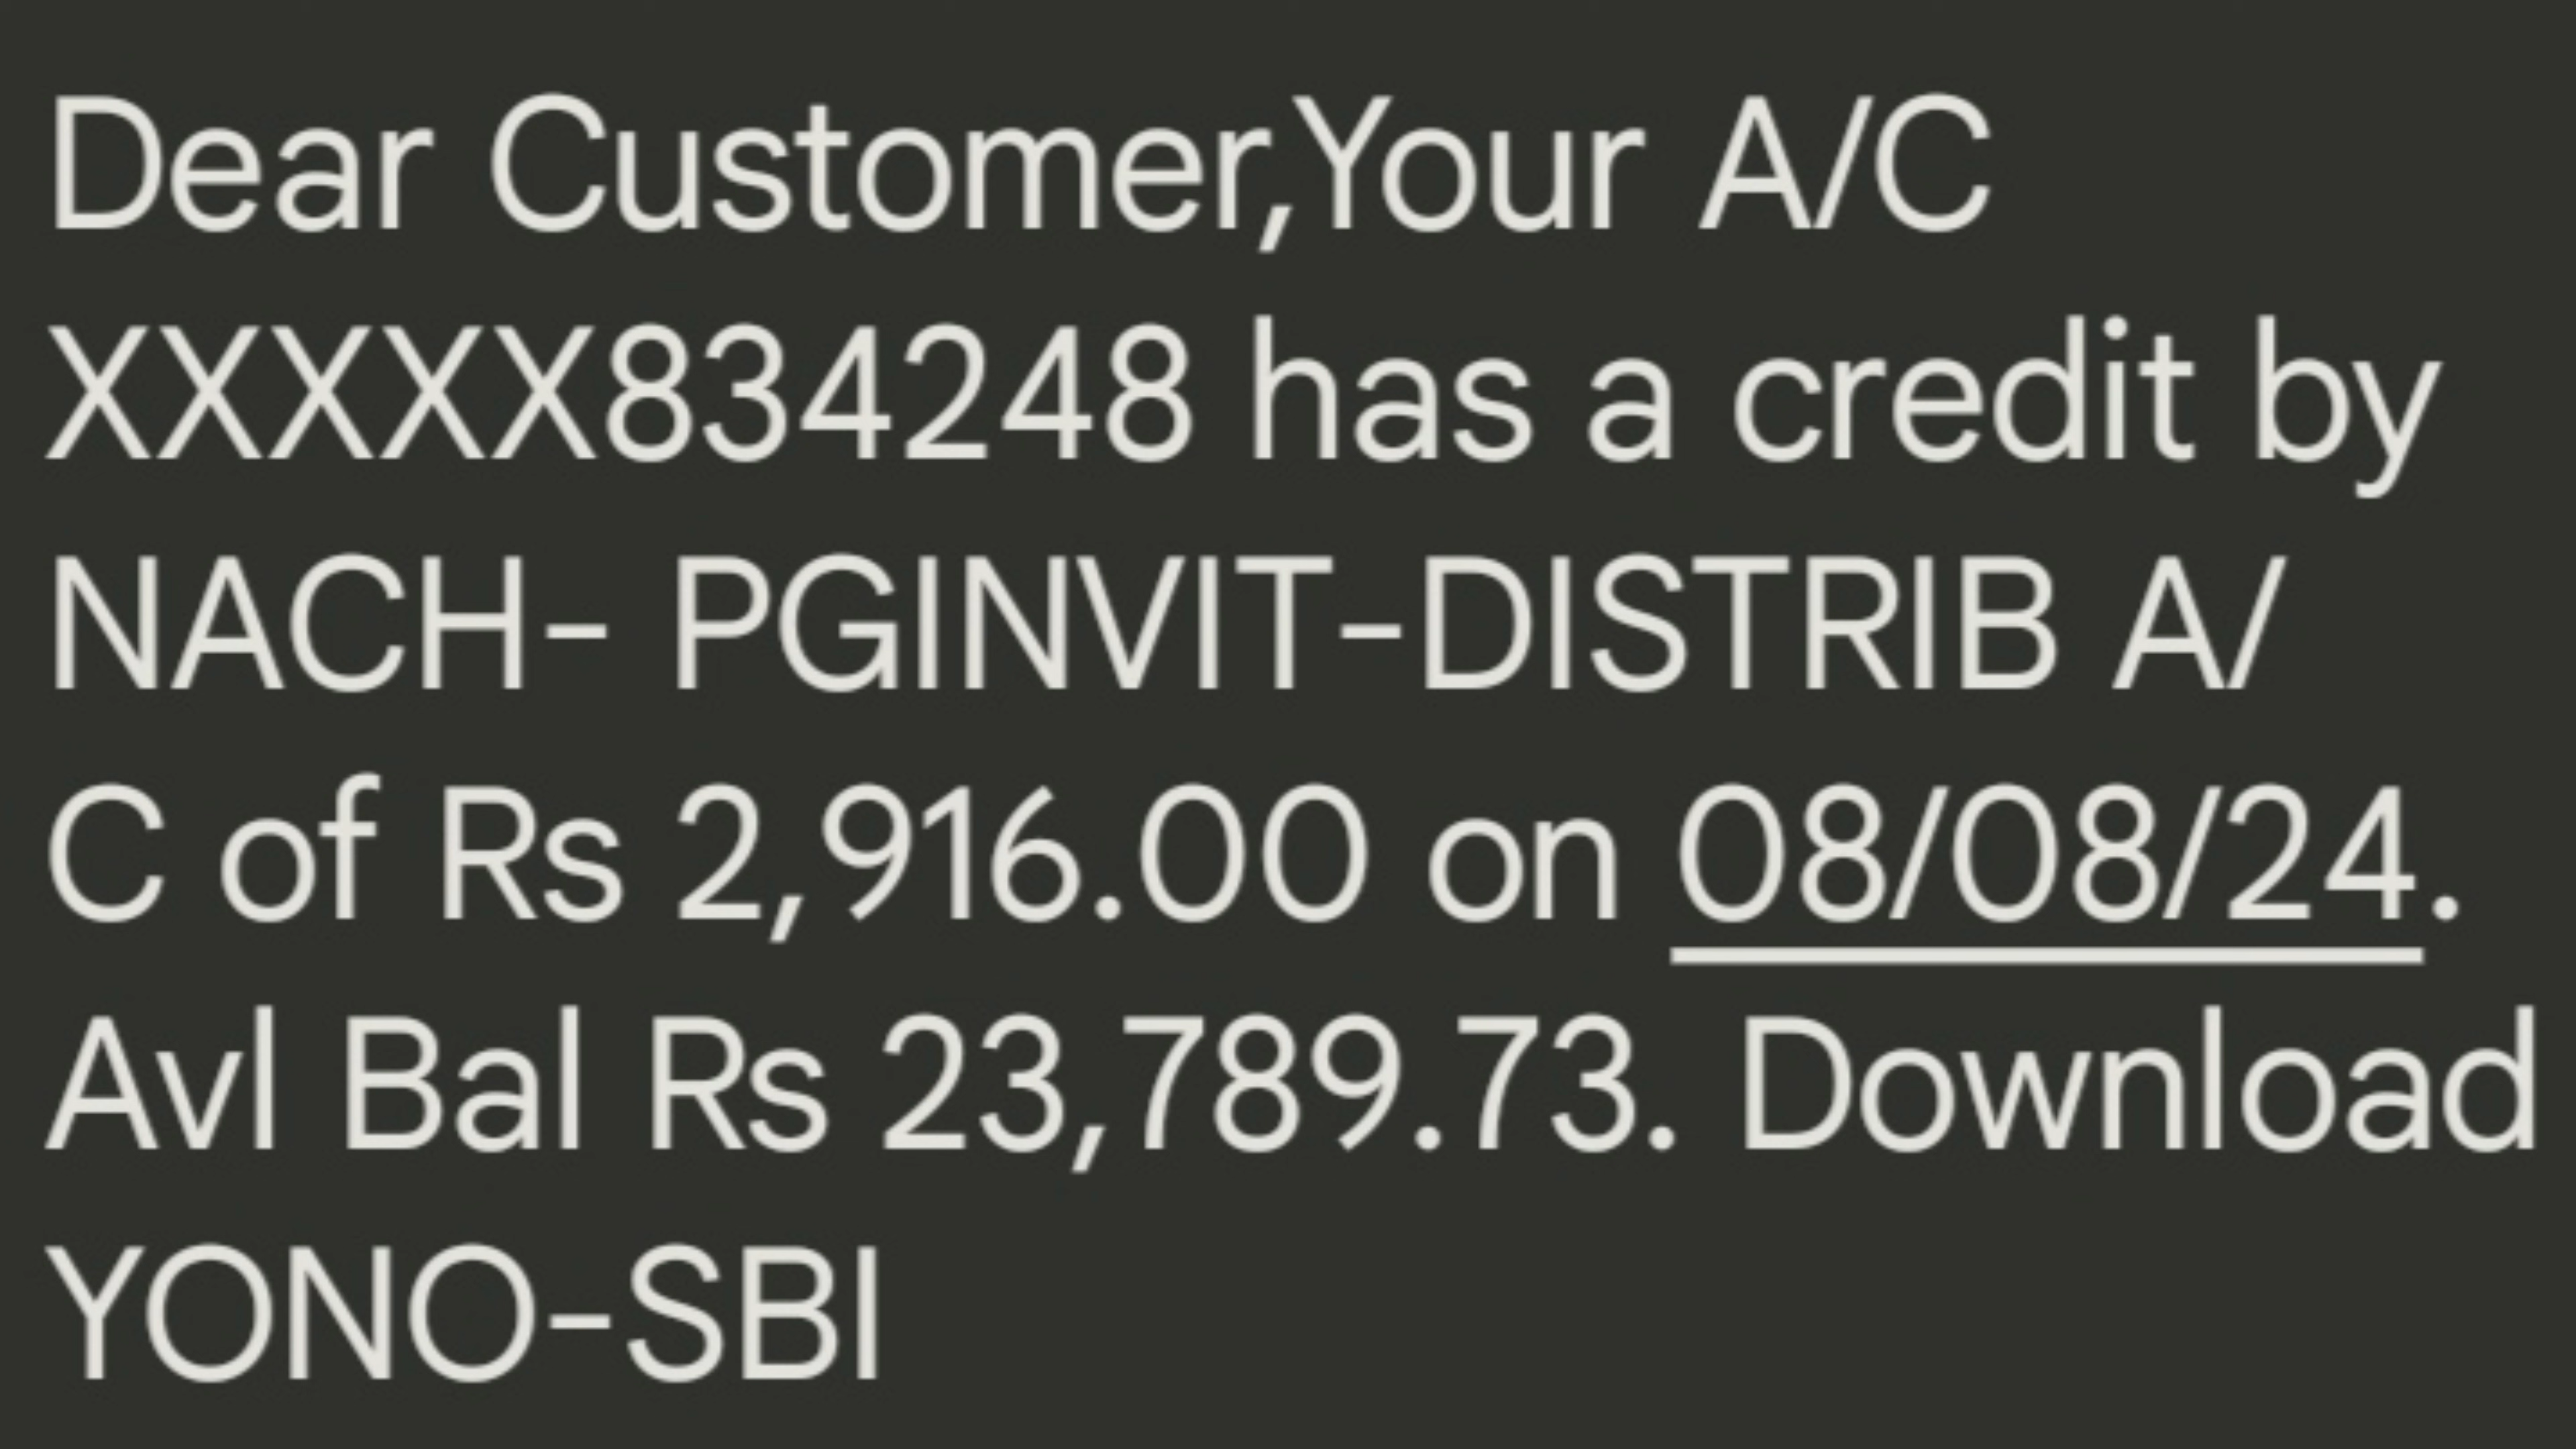 Dear Customer,Your A/C
XXXXX834248 has a credit by
NACH- PGINVIT-DISTRIB A/
C of Rs 2,916.00 on 08/08/24.
Avl Bal Rs 23,789.73. Download
YONO-SBI